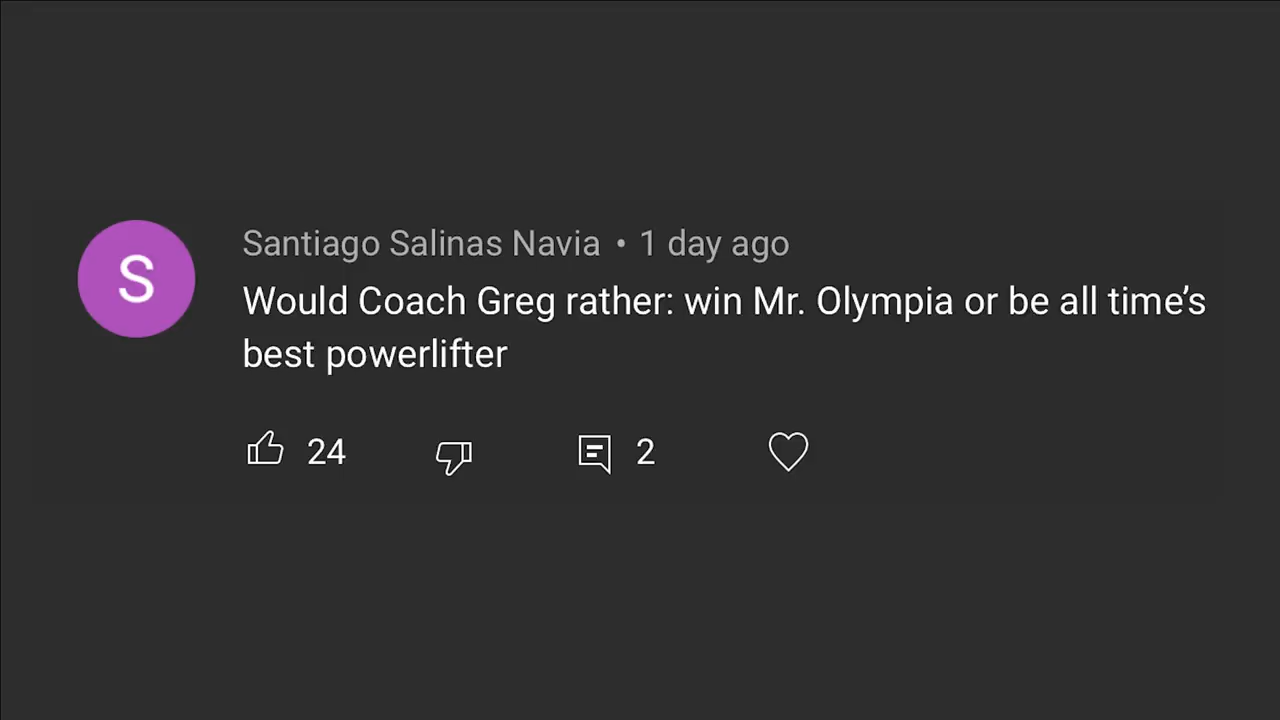 S
Santiago Salinas Navia • 1 day ago
Would Coach Greg rather: win Mr. Olympia or be all time’s
best powerlifter
24 2